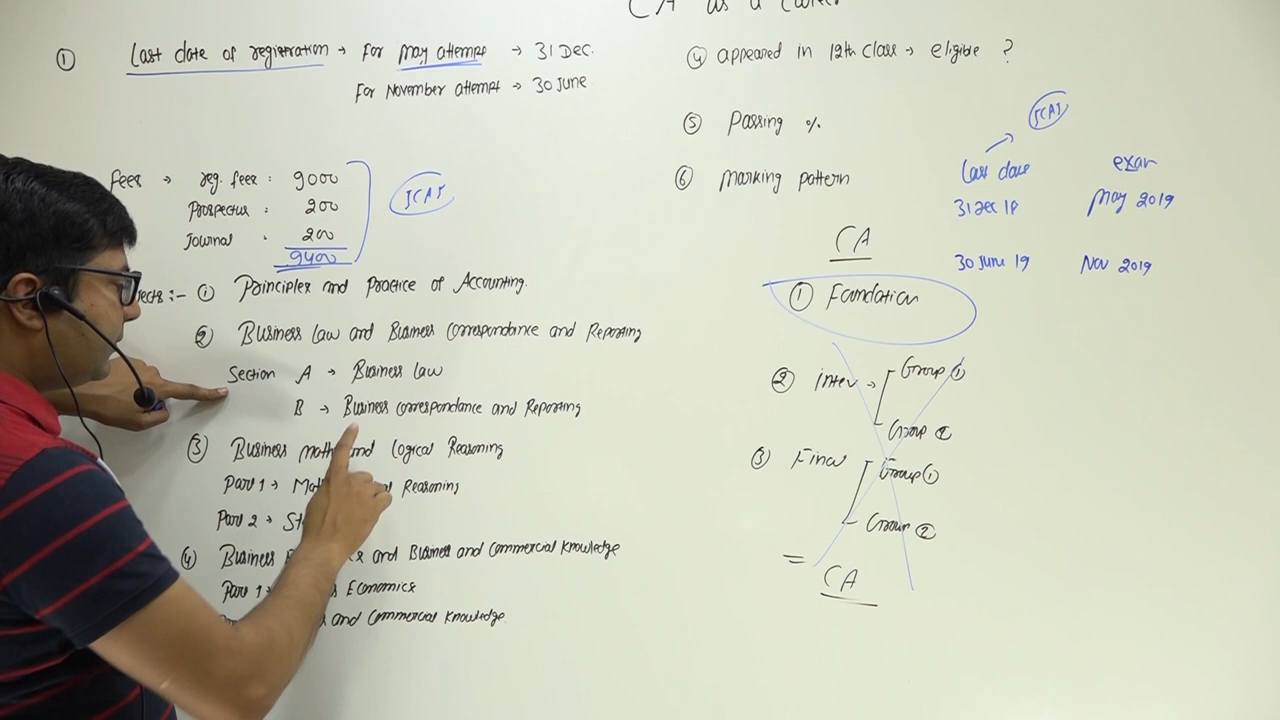 CA as a Career
① Last date of registration → For may attempt → 31 Dec.
For November attempt → 30 June
Fees → reg. fees : 9000
Prospectus : 200
Journal : 200
9400
ICAI
① Principles and Practice of Accounting.
② Business Law and Business Correspondance and Reporting
Section A → Business law
B → Business correspondance and Reporting
③ Business math and logical Reasoning
Part 1 → Reasoning
Part 2 →
④ Business and Business and Commercial Knowledge
Part 1 → Economics
and Commercial Knowledge.
④ appeared in 12th class → eligible ?
⑤ Passing %
⑥ marking pattern
ICAI
last date exam
31 Dec 18 May 2019
30 June 19 Nov 2019
CA
① Foundation
② Inter → Group ①
Group ②
③ Final Group ①
Group ②
= CA